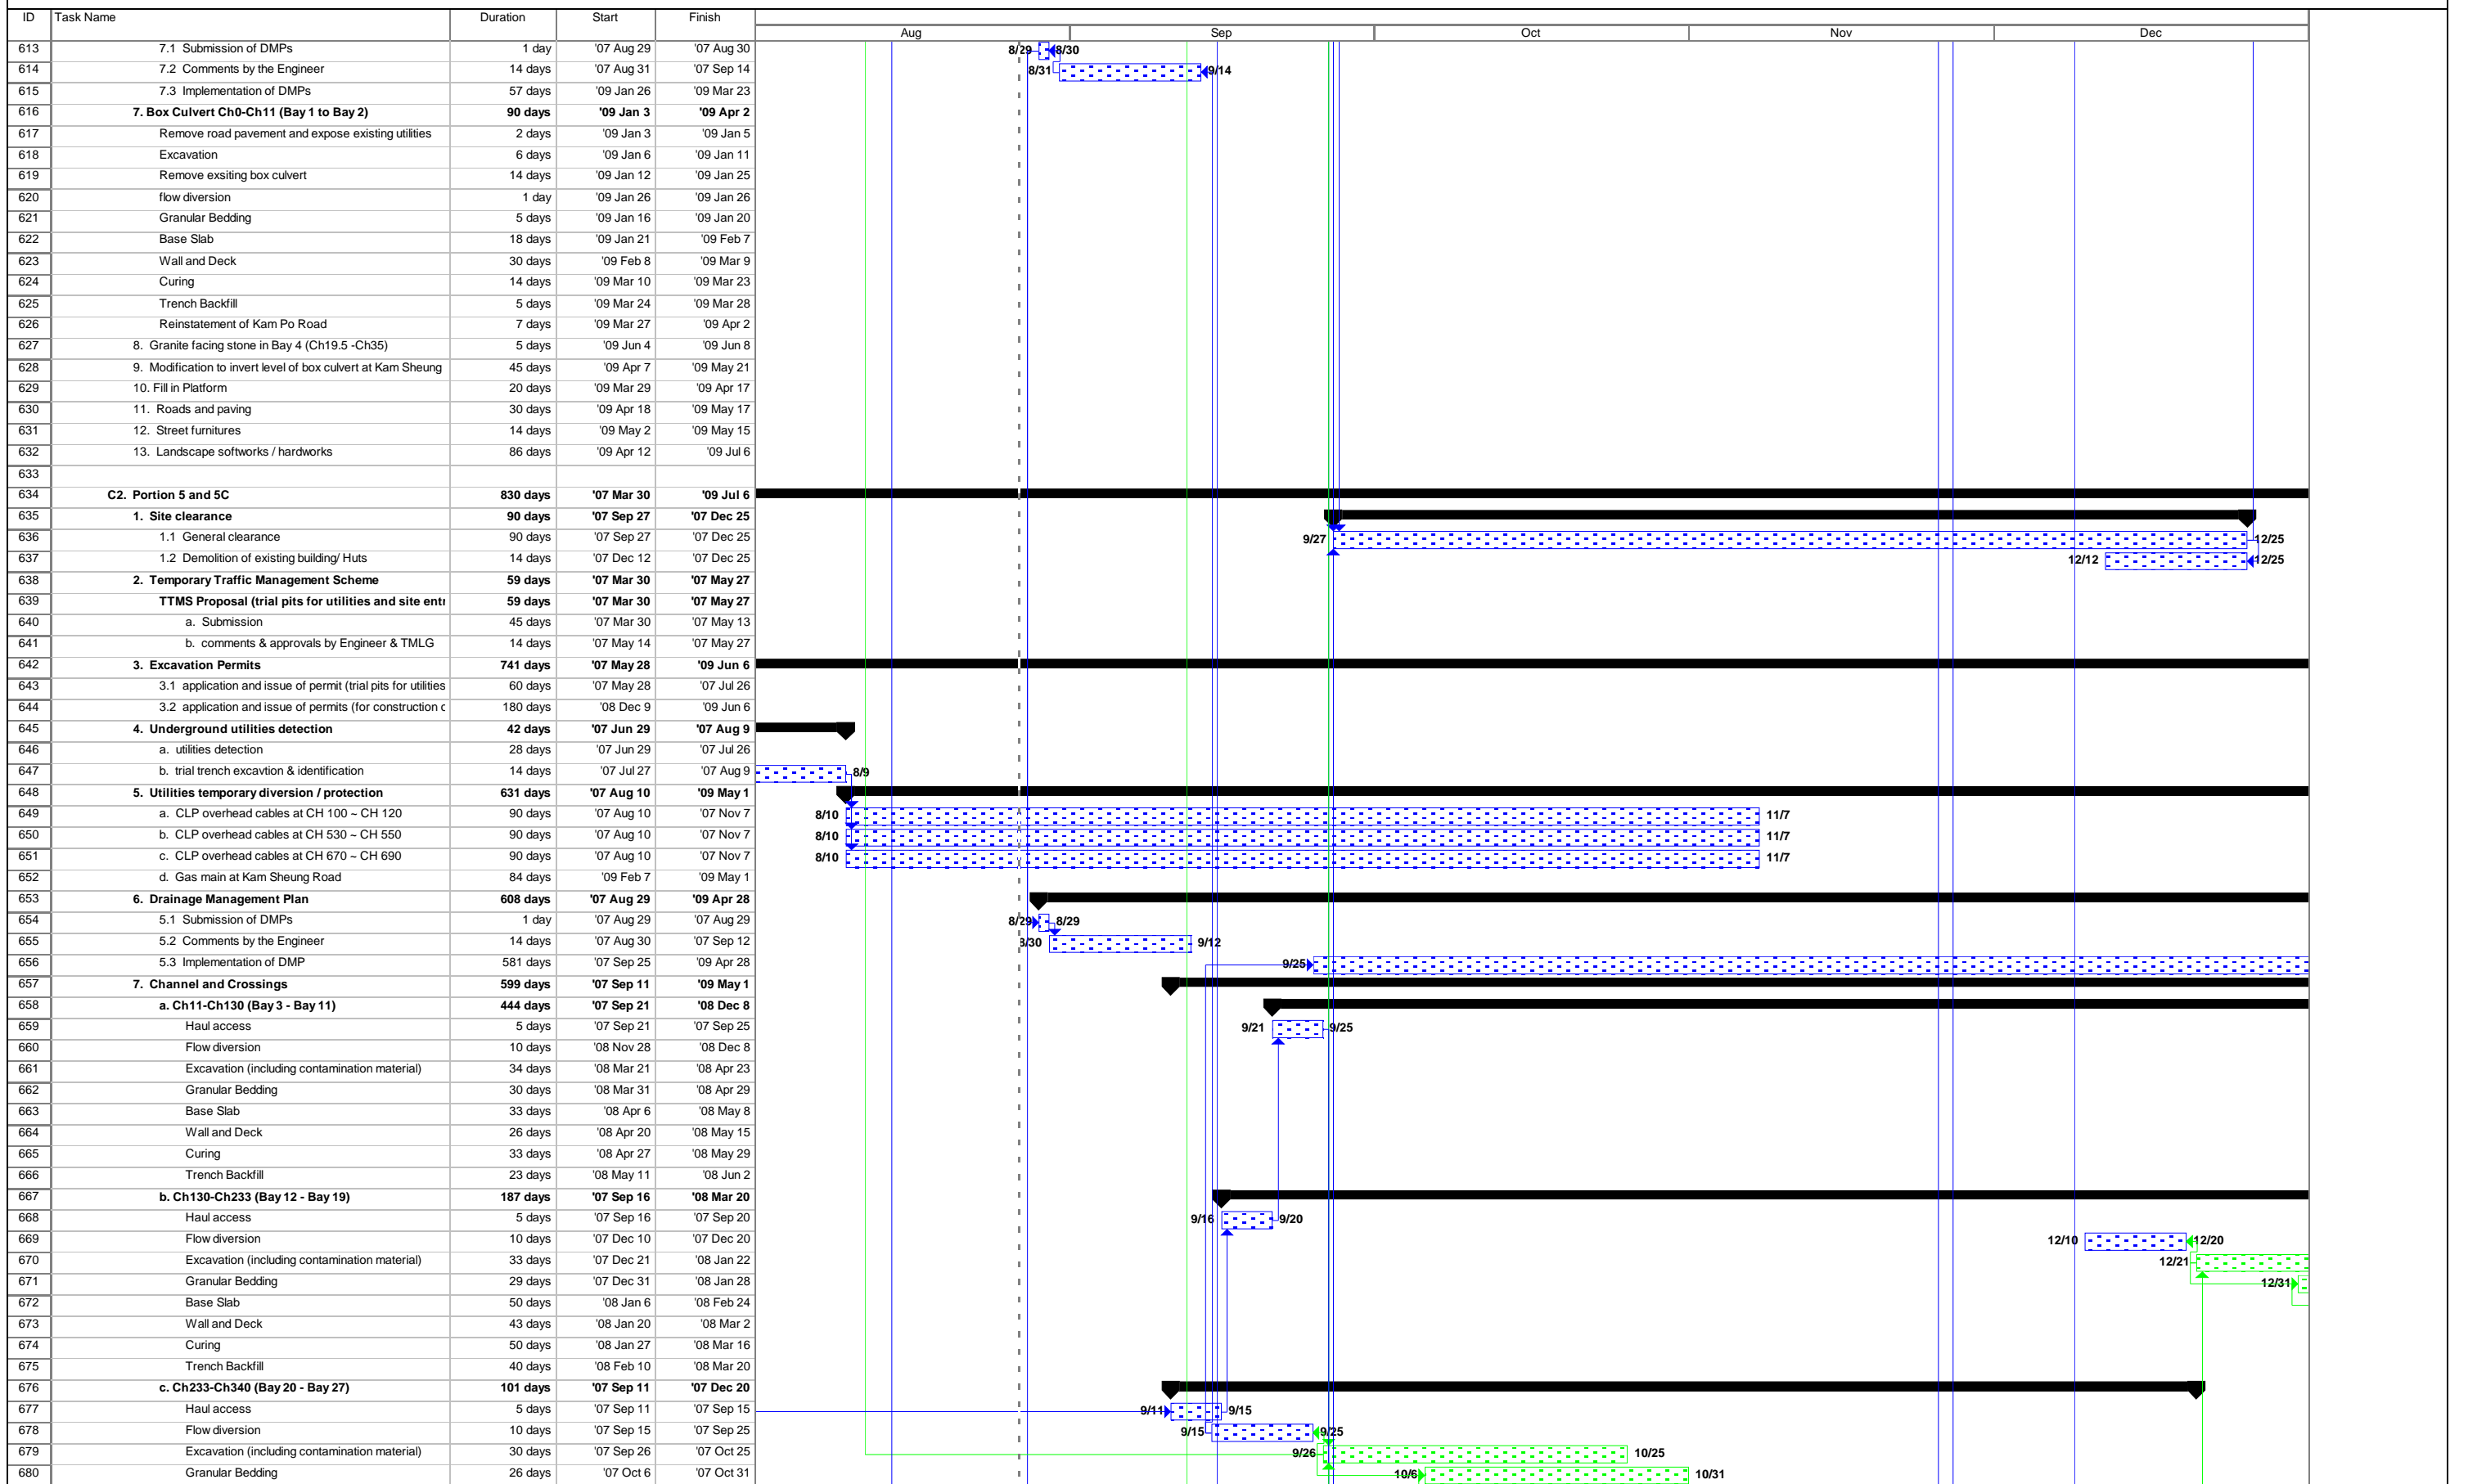 ID Task Name Duration Start Finish
Aug Sep Oct Nov Dec
613 7.1 Submission of DMPs 1 day '07 Aug 29 '07 Aug 30 8/29 8/30
614 7.2 Comments by the Engineer 14 days '07 Aug 31 '07 Sep 14 8/31 9/14
615 7.3 Implementation of DMPs 57 days '09 Jan 26 '09 Mar 23
616 7. Box Culvert Ch0-Ch11 (Bay 1 to Bay 2) 90 days '09 Jan 3 '09 Apr 2
617 Remove road pavement and expose existing utilities 2 days '09 Jan 3 '09 Jan 5
618 Excavation 6 days '09 Jan 6 '09 Jan 11
619 Remove exsiting box culvert 14 days '09 Jan 12 '09 Jan 25
620 flow diversion 1 day '09 Jan 26 '09 Jan 26
621 Granular Bedding 5 days '09 Jan 16 '09 Jan 20
622 Base Slab 18 days '09 Jan 21 '09 Feb 7
623 Wall and Deck 30 days '09 Feb 8 '09 Mar 9
624 Curing 14 days '09 Mar 10 '09 Mar 23
625 Trench Backfill 5 days '09 Mar 24 '09 Mar 28
626 Reinstatement of Kam Po Road 7 days '09 Mar 27 '09 Apr 2
627 8. Granite facing stone in Bay 4 (Ch19.5 -Ch35) 5 days '09 Jun 4 '09 Jun 8
628 9. Modification to invert level of box culvert at Kam Sheung 45 days '09 Apr 7 '09 May 21
629 10. Fill in Platform 20 days '09 Mar 29 '09 Apr 17
630 11. Roads and paving 30 days '09 Apr 18 '09 May 17
631 12. Street furnitures 14 days '09 May 2 '09 May 15
632 13. Landscape softworks / hardworks 86 days '09 Apr 12 '09 Jul 6
633
634 C2. Portion 5 and 5C 830 days '07 Mar 30 '09 Jul 6
635 1. Site clearance 90 days '07 Sep 27 '07 Dec 25
636 1.1 General clearance 90 days '07 Sep 27 '07 Dec 25 9/27 12/25
637 1.2 Demolition of existing building/ Huts 14 days '07 Dec 12 '07 Dec 25 12/12 12/25
638 2. Temporary Traffic Management Scheme 59 days '07 Mar 30 '07 May 27
639 TTMS Proposal (trial pits for utilities and site entr 59 days '07 Mar 30 '07 May 27
640 a. Submission 45 days '07 Mar 30 '07 May 13
641 b. comments & approvals by Engineer & TMLG 14 days '07 May 14 '07 May 27
642 3. Excavation Permits 741 days '07 May 28 '09 Jun 6
643 3.1 application and issue of permit (trial pits for utilities 60 days '07 May 28 '07 Jul 26
644 3.2 application and issue of permits (for construction c 180 days '08 Dec 9 '09 Jun 6
645 4. Underground utilities detection 42 days '07 Jun 29 '07 Aug 9
646 a. utilities detection 28 days '07 Jun 29 '07 Jul 26
647 b. trial trench excavtion & identification 14 days '07 Jul 27 '07 Aug 9 8/9
648 5. Utilities temporary diversion / protection 631 days '07 Aug 10 '09 May 1
649 a. CLP overhead cables at CH 100 ~ CH 120 90 days '07 Aug 10 '07 Nov 7 8/10 11/7
650 b. CLP overhead cables at CH 530 ~ CH 550 90 days '07 Aug 10 '07 Nov 7 8/10 11/7
651 c. CLP overhead cables at CH 670 ~ CH 690 90 days '07 Aug 10 '07 Nov 7 8/10 11/7
652 d. Gas main at Kam Sheung Road 84 days '09 Feb 7 '09 May 1
653 6. Drainage Management Plan 608 days '07 Aug 29 '09 Apr 28
654 5.1 Submission of DMPs 1 day '07 Aug 29 '07 Aug 29 8/29 8/29
655 5.2 Comments by the Engineer 14 days '07 Aug 30 '07 Sep 12 8/30 9/12
656 5.3 Implementation of DMP 581 days '07 Sep 25 '09 Apr 28 9/25
657 7. Channel and Crossings 599 days '07 Sep 11 '09 May 1
658 a. Ch11-Ch130 (Bay 3 - Bay 11) 444 days '07 Sep 21 '08 Dec 8
659 Haul access 5 days '07 Sep 21 '07 Sep 25 9/21 9/25
660 Flow diversion 10 days '08 Nov 28 '08 Dec 8
661 Excavation (including contamination material) 34 days '08 Mar 21 '08 Apr 23
662 Granular Bedding 30 days '08 Mar 31 '08 Apr 29
663 Base Slab 33 days '08 Apr 6 '08 May 8
664 Wall and Deck 26 days '08 Apr 20 '08 May 15
665 Curing 33 days '08 Apr 27 '08 May 29
666 Trench Backfill 23 days '08 May 11 '08 Jun 2
667 b. Ch130-Ch233 (Bay 12 - Bay 19) 187 days '07 Sep 16 '08 Mar 20
668 Haul access 5 days '07 Sep 16 '07 Sep 20 9/16 9/20
669 Flow diversion 10 days '07 Dec 10 '07 Dec 20 12/10 12/20
670 Excavation (including contamination material) 33 days '07 Dec 21 '08 Jan 22 12/21
671 Granular Bedding 29 days '07 Dec 31 '08 Jan 28 12/31
672 Base Slab 50 days '08 Jan 6 '08 Feb 24
673 Wall and Deck 43 days '08 Jan 20 '08 Mar 2
674 Curing 50 days '08 Jan 27 '08 Mar 16
675 Trench Backfill 40 days '08 Feb 10 '08 Mar 20
676 c. Ch233-Ch340 (Bay 20 - Bay 27) 101 days '07 Sep 11 '07 Dec 20
677 Haul access 5 days '07 Sep 11 '07 Sep 15 9/11 9/15
678 Flow diversion 10 days '07 Sep 15 '07 Sep 25 9/15 9/25
679 Excavation (including contamination material) 30 days '07 Sep 26 '07 Oct 25 9/26 10/25
680 Granular Bedding 26 days '07 Oct 6 '07 Oct 31 10/6 10/31